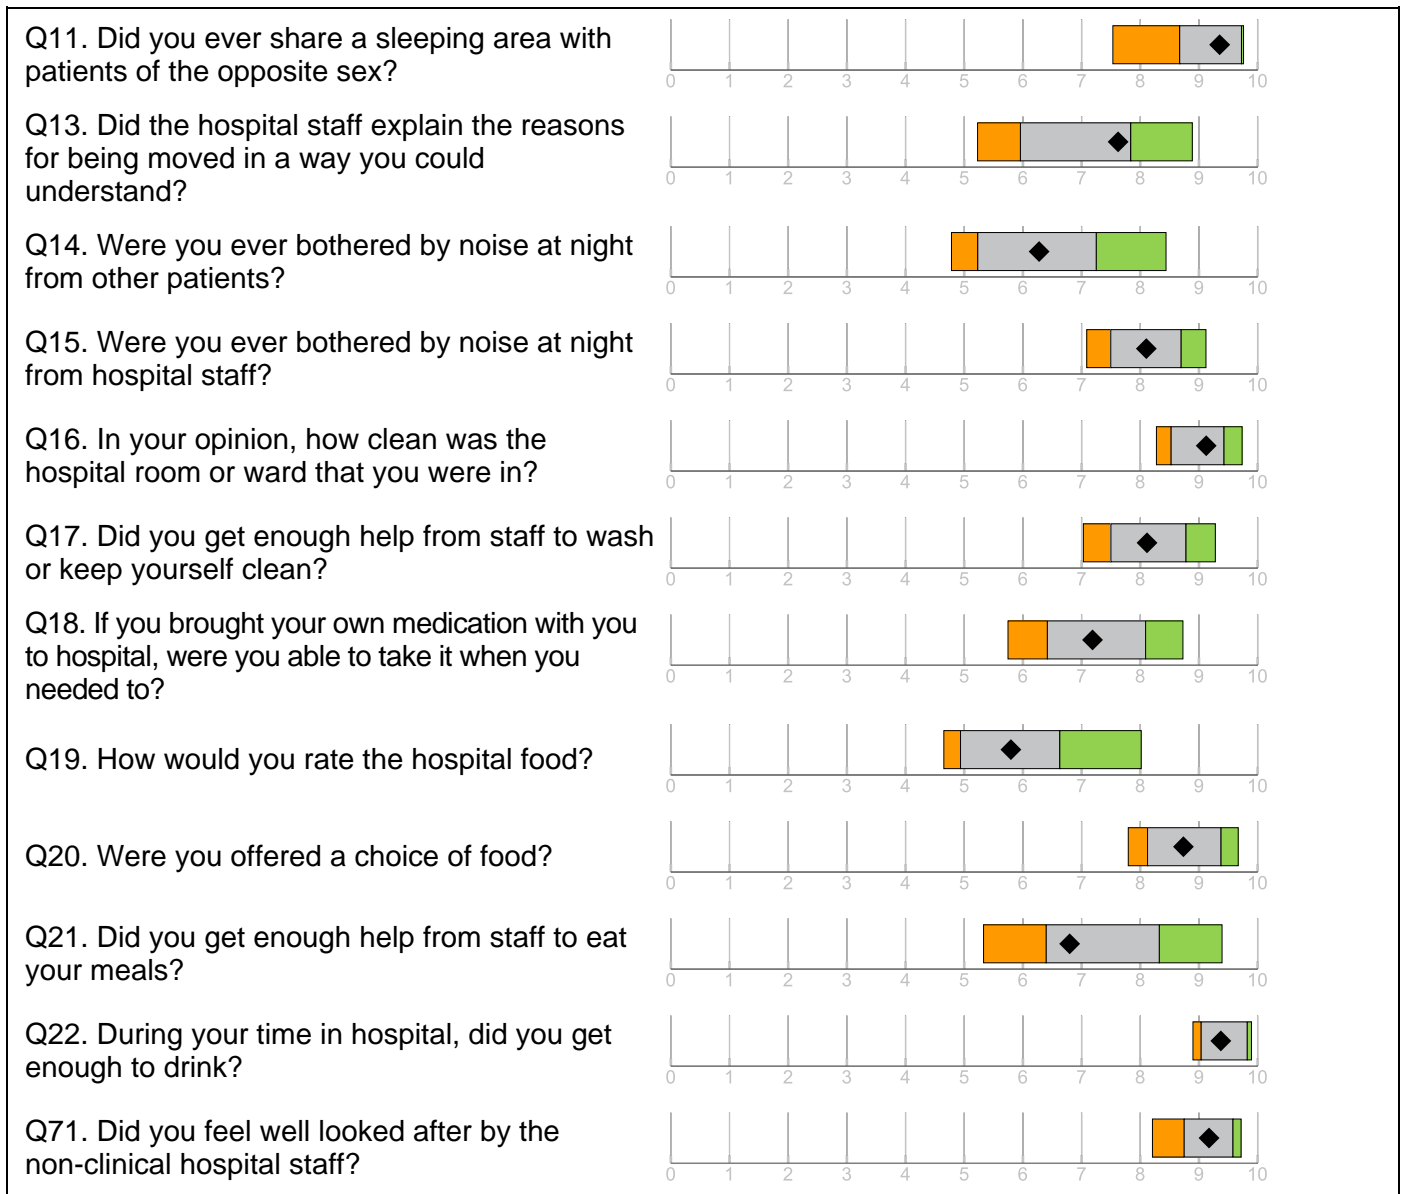 Q11. Did you ever share a sleeping area with
patients of the opposite sex?
0 1 2 3 4 5 6 7 8 9 10
Q13. Did the hospital staff explain the reasons
for being moved in a way you could
understand?
0 1 2 3 4 5 6 7 8 9 10
Q14. Were you ever bothered by noise at night
from other patients?
0 1 2 3 4 5 6 7 8 9 10
Q15. Were you ever bothered by noise at night
from hospital staff?
0 1 2 3 4 5 6 7 8 9 10
Q16. In your opinion, how clean was the
hospital room or ward that you were in?
0 1 2 3 4 5 6 7 8 9 10
Q17. Did you get enough help from staff to wash
or keep yourself clean?
0 1 2 3 4 5 6 7 8 9 10
Q18. If you brought your own medication with you
to hospital, were you able to take it when you
needed to?
0 1 2 3 4 5 6 7 8 9 10
Q19. How would you rate the hospital food?
0 1 2 3 4 5 6 7 8 9 10
Q20. Were you offered a choice of food?
0 1 2 3 4 5 6 7 8 9 10
Q21. Did you get enough help from staff to eat
your meals?
0 1 2 3 4 5 6 7 8 9 10
Q22. During your time in hospital, did you get
enough to drink?
0 1 2 3 4 5 6 7 8 9 10
Q71. Did you feel well looked after by the
non-clinical hospital staff?
0 1 2 3 4 5 6 7 8 9 10